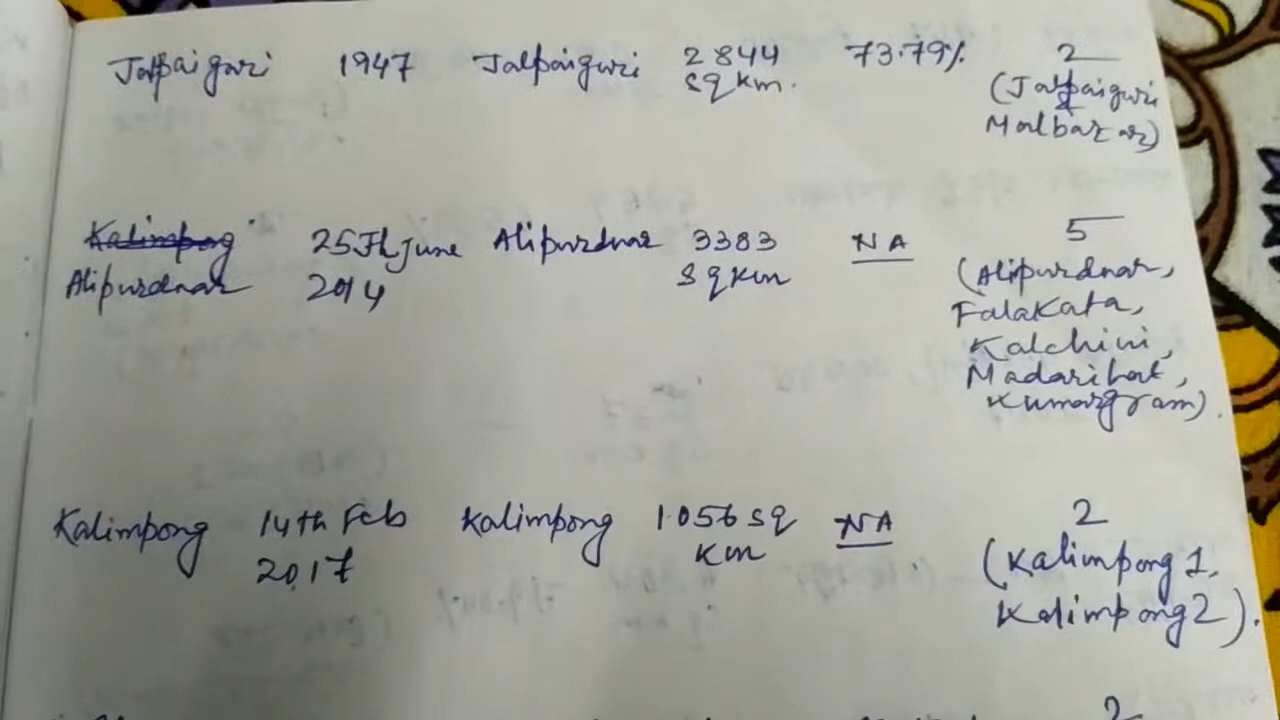 Jalpaiguri 1947 Jalpaiguri 2844 73.79% 2
sq km. (Jalpaiguri
&
Malbazar)
Kalimpong 25th June Alipurduar 3383 NA 5
Alipurduar 2014 sq km (Alipurduar,
Falakata,
Kalchini,
Madarihat,
Kumargram).
Kalimpong 14th Feb Kalimpong 1056 sq NA 2
2017 km (Kalimpong 1,
Kalimpong 2).
2